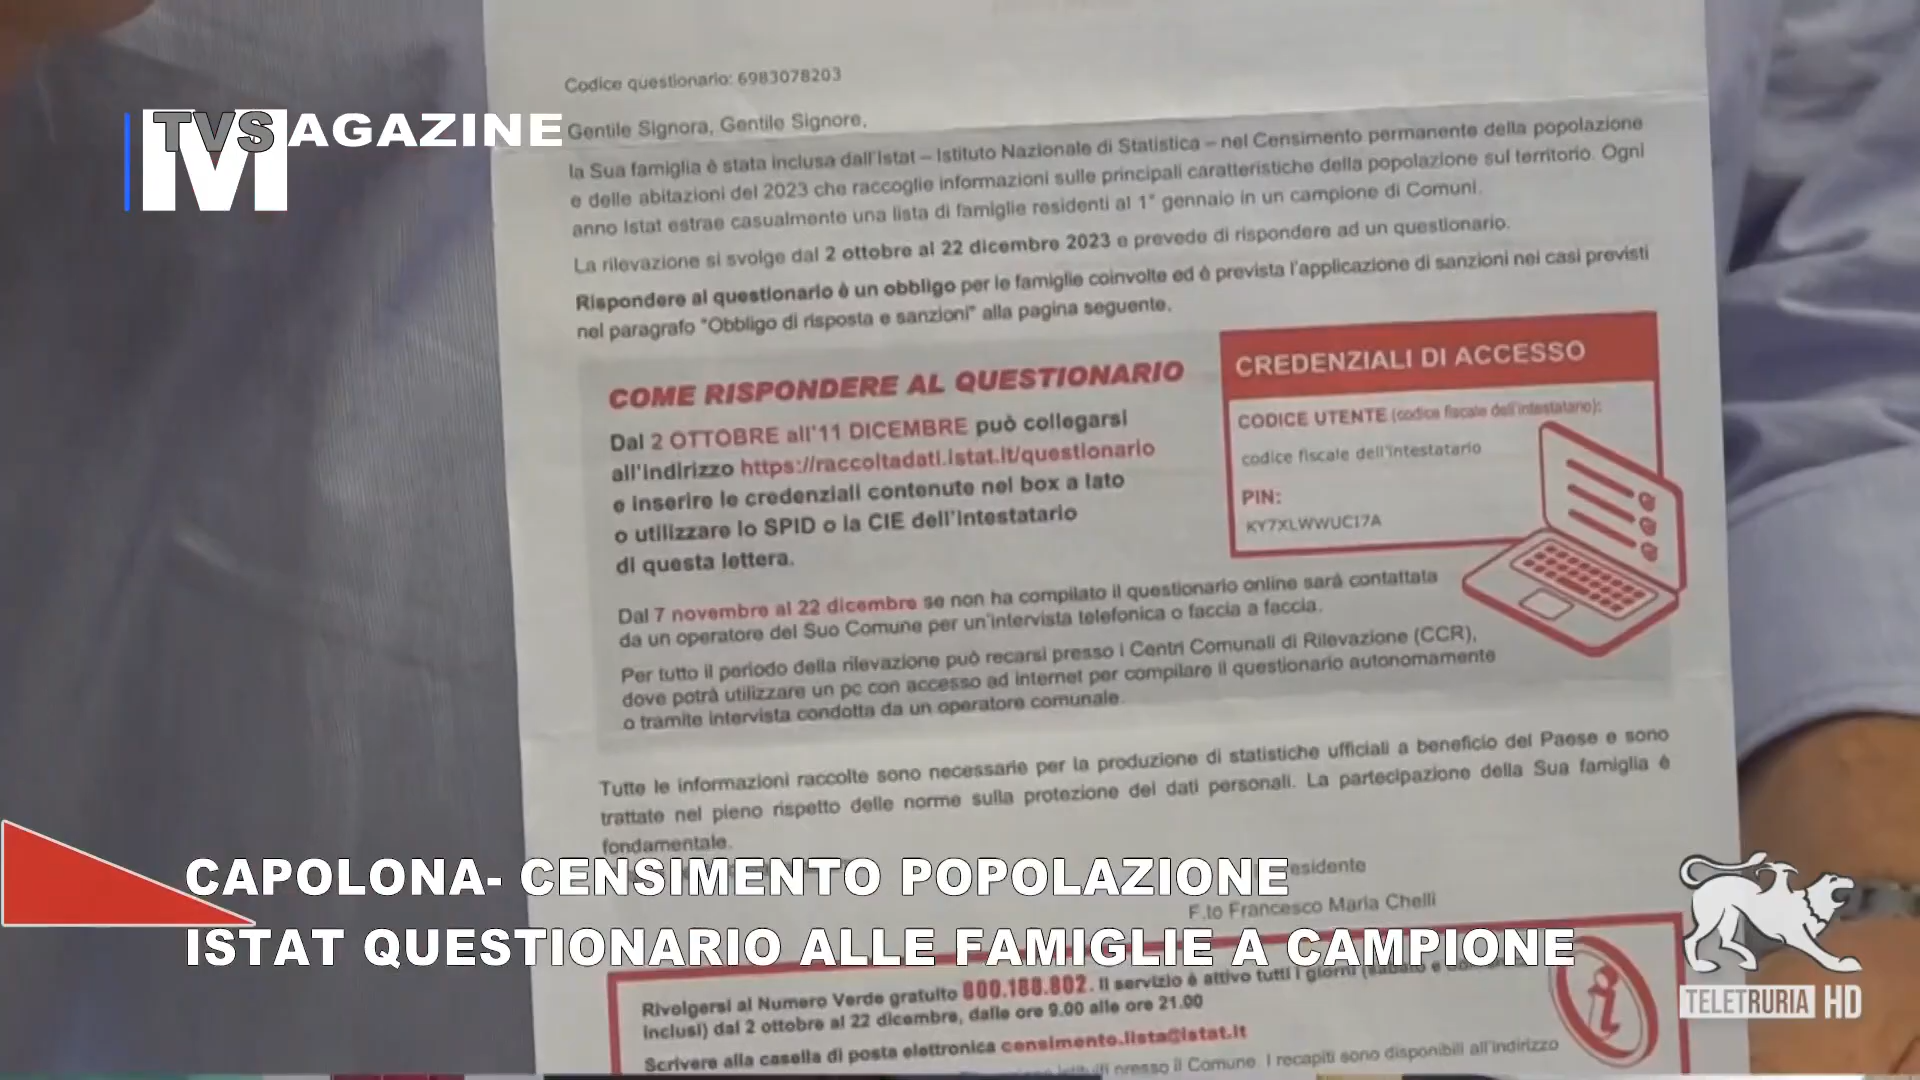 Codice questionario: 6983078203
TVS
MAGAZINE
Gentile Signora, Gentile Signore,
la Sua famiglia è stata inclusa dall'Istat – Istituto Nazionale di Statistica – nel Censimento permanente della popolazione
e delle abitazioni del 2023 che raccoglie informazioni sulle principali caratteristiche della popolazione sul territorio. Ogni
anno Istat estrae casualmente una lista di famiglie residenti al 1° gennaio in un campione di Comuni.
La rilevazione si svolge dal 2 ottobre al 22 dicembre 2023 e prevede di rispondere ad un questionario.
Rispondere al questionario è un obbligo per le famiglie coinvolte ed è prevista l'applicazione di sanzioni nei casi previsti
nel paragrafo "Obbligo di risposta e sanzioni" alla pagina seguente.
COME RISPONDERE AL QUESTIONARIO
Dal 2 OTTOBRE all'11 DICEMBRE può collegarsi
all'indirizzo https://raccoltadati.istat.it/questionario
e inserire le credenziali contenute nel box a lato
o utilizzare lo SPID o la CIE dell'intestatario
di questa lettera.
CREDENZIALI DI ACCESSO
CODICE UTENTE (codice fiscale dell'intestatario):
codice fiscale dell'intestatario
PIN:
KY7XLWWUCI7A
Dal 7 novembre al 22 dicembre se non ha compilato il questionario online sarà contattata
da un operatore del Suo Comune per un'intervista telefonica o faccia a faccia.
Per tutto il periodo della rilevazione può recarsi presso i Centri Comunali di Rilevazione (CCR),
dove potrà utilizzare un pc con accesso ad internet per compilare il questionario autonomamente
o tramite intervista condotta da un operatore comunale.
Tutte le informazioni raccolte sono necessarie per la produzione di statistiche ufficiali a beneficio del Paese e sono
trattate nel pieno rispetto delle norme sulla protezione dei dati personali. La partecipazione della Sua famiglia è
fondamentale.
residente
F.to Francesco Maria Chelli
CAPOLONA- CENSIMENTO POPOLAZIONE
ISTAT QUESTIONARIO ALLE FAMIGLIE A CAMPIONE
Rivolgersi al Numero Verde gratuito 800.188.802. Il servizio è attivo tutti i giorni (sabato e
inclusi) dal 2 ottobre al 22 dicembre, dalle ore 9.00 alle ore 21.00
Scrivere alla casella di posta elettronica censimento.lista@istat.it
presso il Comune. I recapiti sono disponibili all'indirizzo
TELETRURIA HD